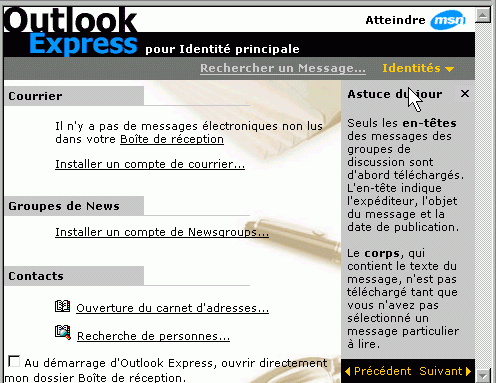 Outlook
Express pour Identité principale
Atteindre msn
Rechercher un Message... Identités
Courrier
Il n'y a pas de messages électroniques non lus
dans votre Boîte de réception
Installer un compte de courrier...
Groupes de News
Installer un compte de Newsgroups...
Contacts
Ouverture du carnet d'adresses...
Recherche de personnes...
Au démarrage d'Outlook Express, ouvrir directement
mon dossier Boîte de réception.
Astuce du jour
Seuls les en-têtes
des messages des
groupes de
discussion sont
d'abord téléchargés.
L'en-tête indique
l'expéditeur, l'objet
du message et la
date de publication.
Le corps, qui
contient le texte du
message, n'est pas
téléchargé tant que
vous n'avez pas
sélectionné un
message particulier
à lire.
Précédent Suivant